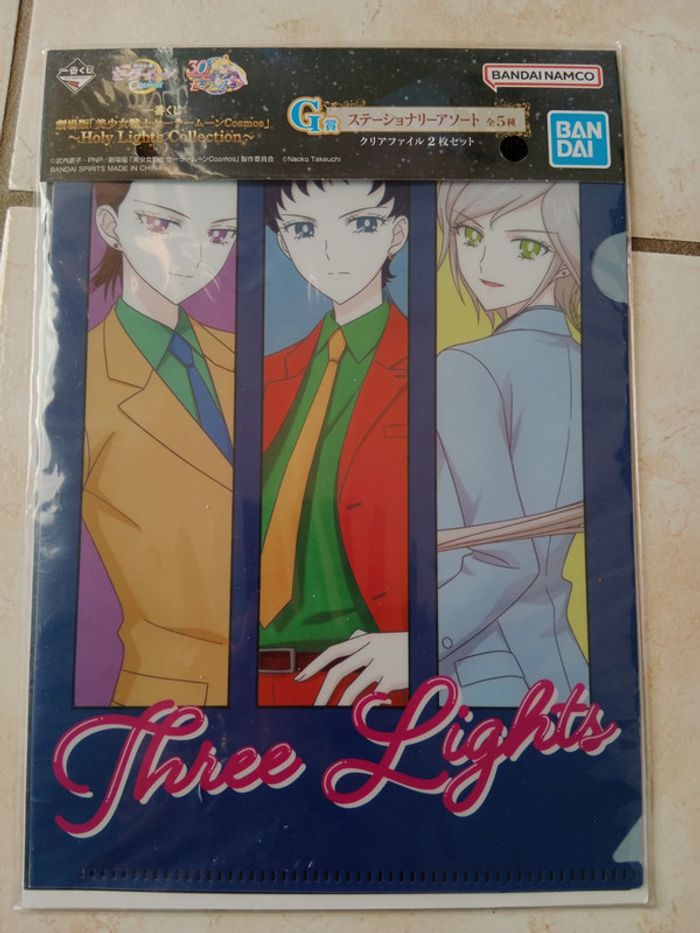 一番くじ
BANDAI NAMCO
一番くじ
劇場版「美少女戦士セーラームーンCosmos」
~Holy Lights Collection~
G賞 ステーショナリーアソート 全5種
クリアファイル2枚セット
BAN
DAI
©武内直子・PNP/劇場版「美少女戦士セーラームーンCosmos」製作委員会 ©Naoko Takeuchi
BANDAI SPIRITS MADE IN CHINA
Three Lights